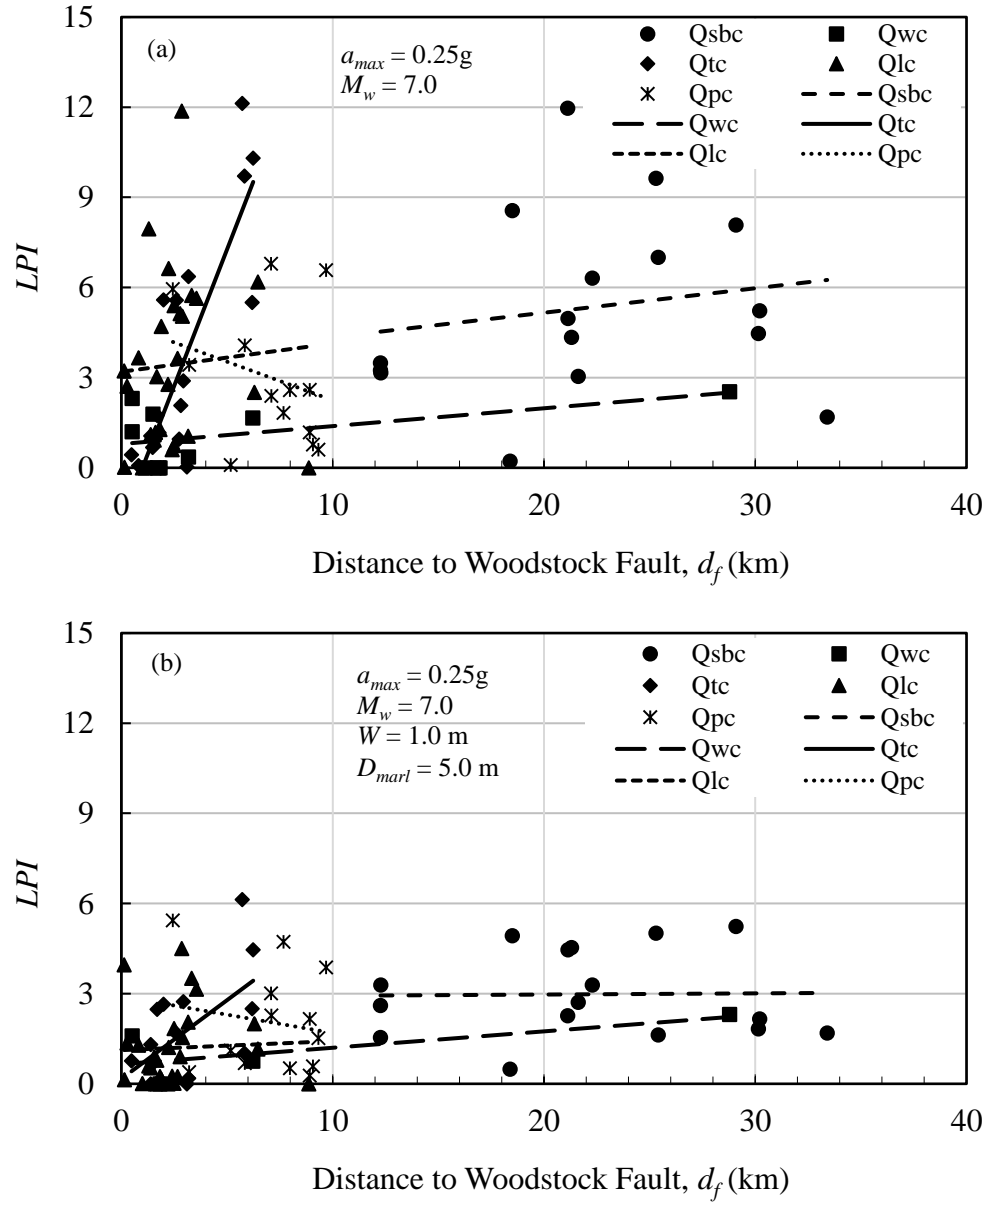 15
(a)
a_max = 0.25g
M_w = 7.0
Qsbc
Qwc
Qtc
Qlc
Qpc
Qsbc
Qwc
Qtc
Qlc
Qpc
12
9
6
3
0
LPI
0 10 20 30 40
Distance to Woodstock Fault, d_f (km)
15
(b)
a_max = 0.25g
M_w = 7.0
W = 1.0 m
D_marl = 5.0 m
Qsbc
Qwc
Qtc
Qlc
Qpc
Qsbc
Qwc
Qtc
Qlc
Qpc
12
9
6
3
0
LPI
0 10 20 30 40
Distance to Woodstock Fault, d_f (km)